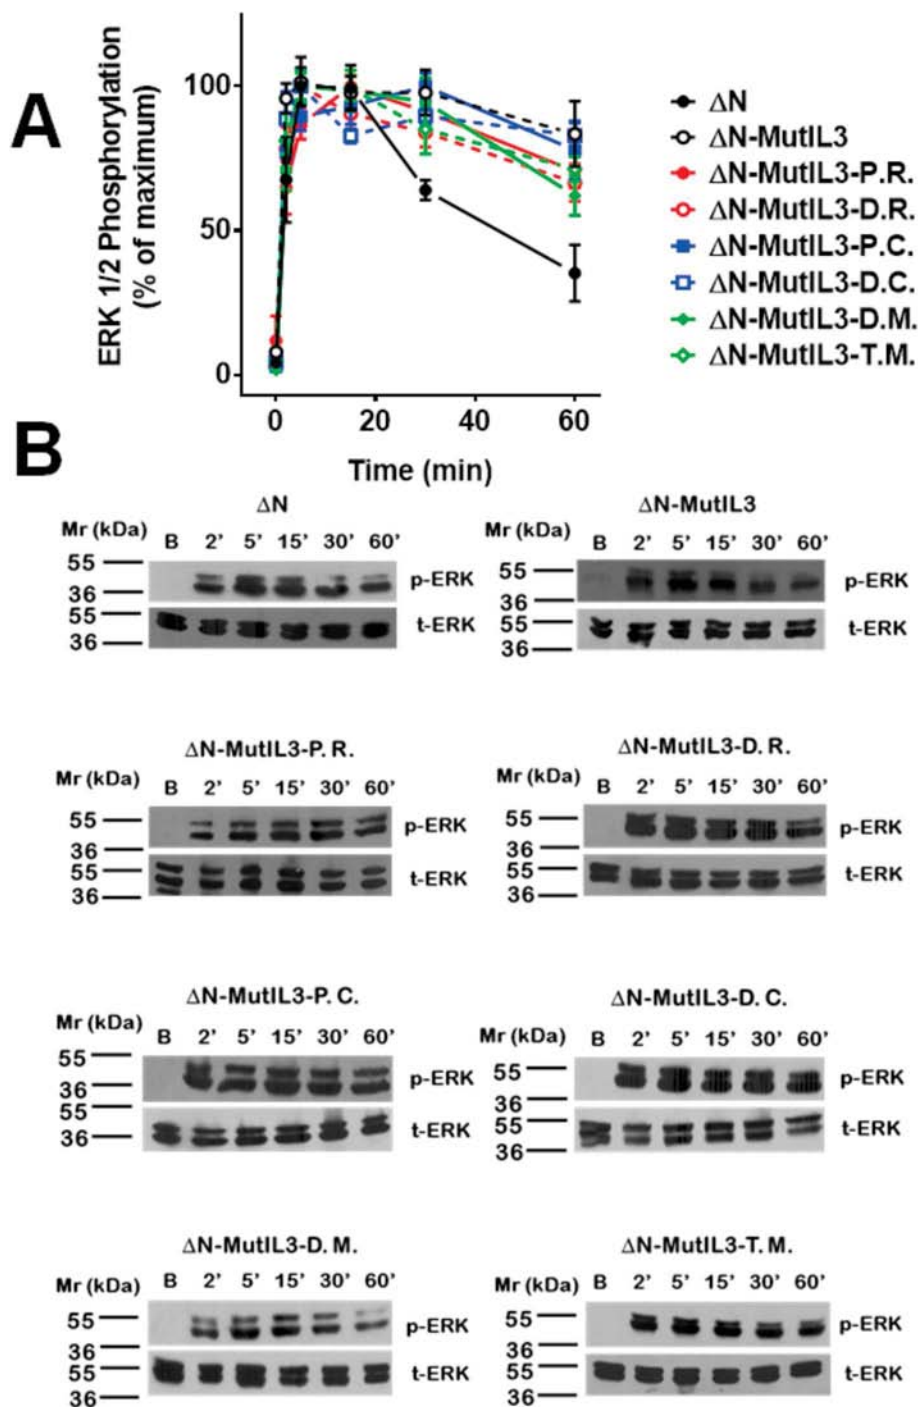 A
ERK 1/2 Phosphorylation
(% of maximum)
100
50
0
0 20 40 60
Time (min)
ΔN
ΔN-MutIL3
ΔN-MutIL3-P.R.
ΔN-MutIL3-D.R.
ΔN-MutIL3-P.C.
ΔN-MutIL3-D.C.
ΔN-MutIL3-D.M.
ΔN-MutIL3-T.M.
B
ΔN
Mr (kDa) B 2' 5' 15' 30' 60'
55
p-ERK
36
55
t-ERK
36
ΔN-MutIL3
Mr (kDa) B 2' 5' 15' 30' 60'
55
p-ERK
36
55
t-ERK
36
ΔN-MutIL3-P. R.
Mr (kDa) B 2' 5' 15' 30' 60'
55
p-ERK
36
55
t-ERK
36
ΔN-MutIL3-D. R.
Mr (kDa) B 2' 5' 15' 30' 60'
55
p-ERK
36
55
t-ERK
36
ΔN-MutIL3-P. C.
Mr (kDa) B 2' 5' 15' 30' 60'
55
p-ERK
36
55
t-ERK
36
ΔN-MutIL3-D. C.
Mr (kDa) B 2' 5' 15' 30' 60'
55
p-ERK
36
55
t-ERK
36
ΔN-MutIL3-D. M.
Mr (kDa) B 2' 5' 15' 30' 60'
55
p-ERK
36
55
t-ERK
36
ΔN-MutIL3-T. M.
Mr (kDa) B 2' 5' 15' 30' 60'
55
p-ERK
36
55
t-ERK
36